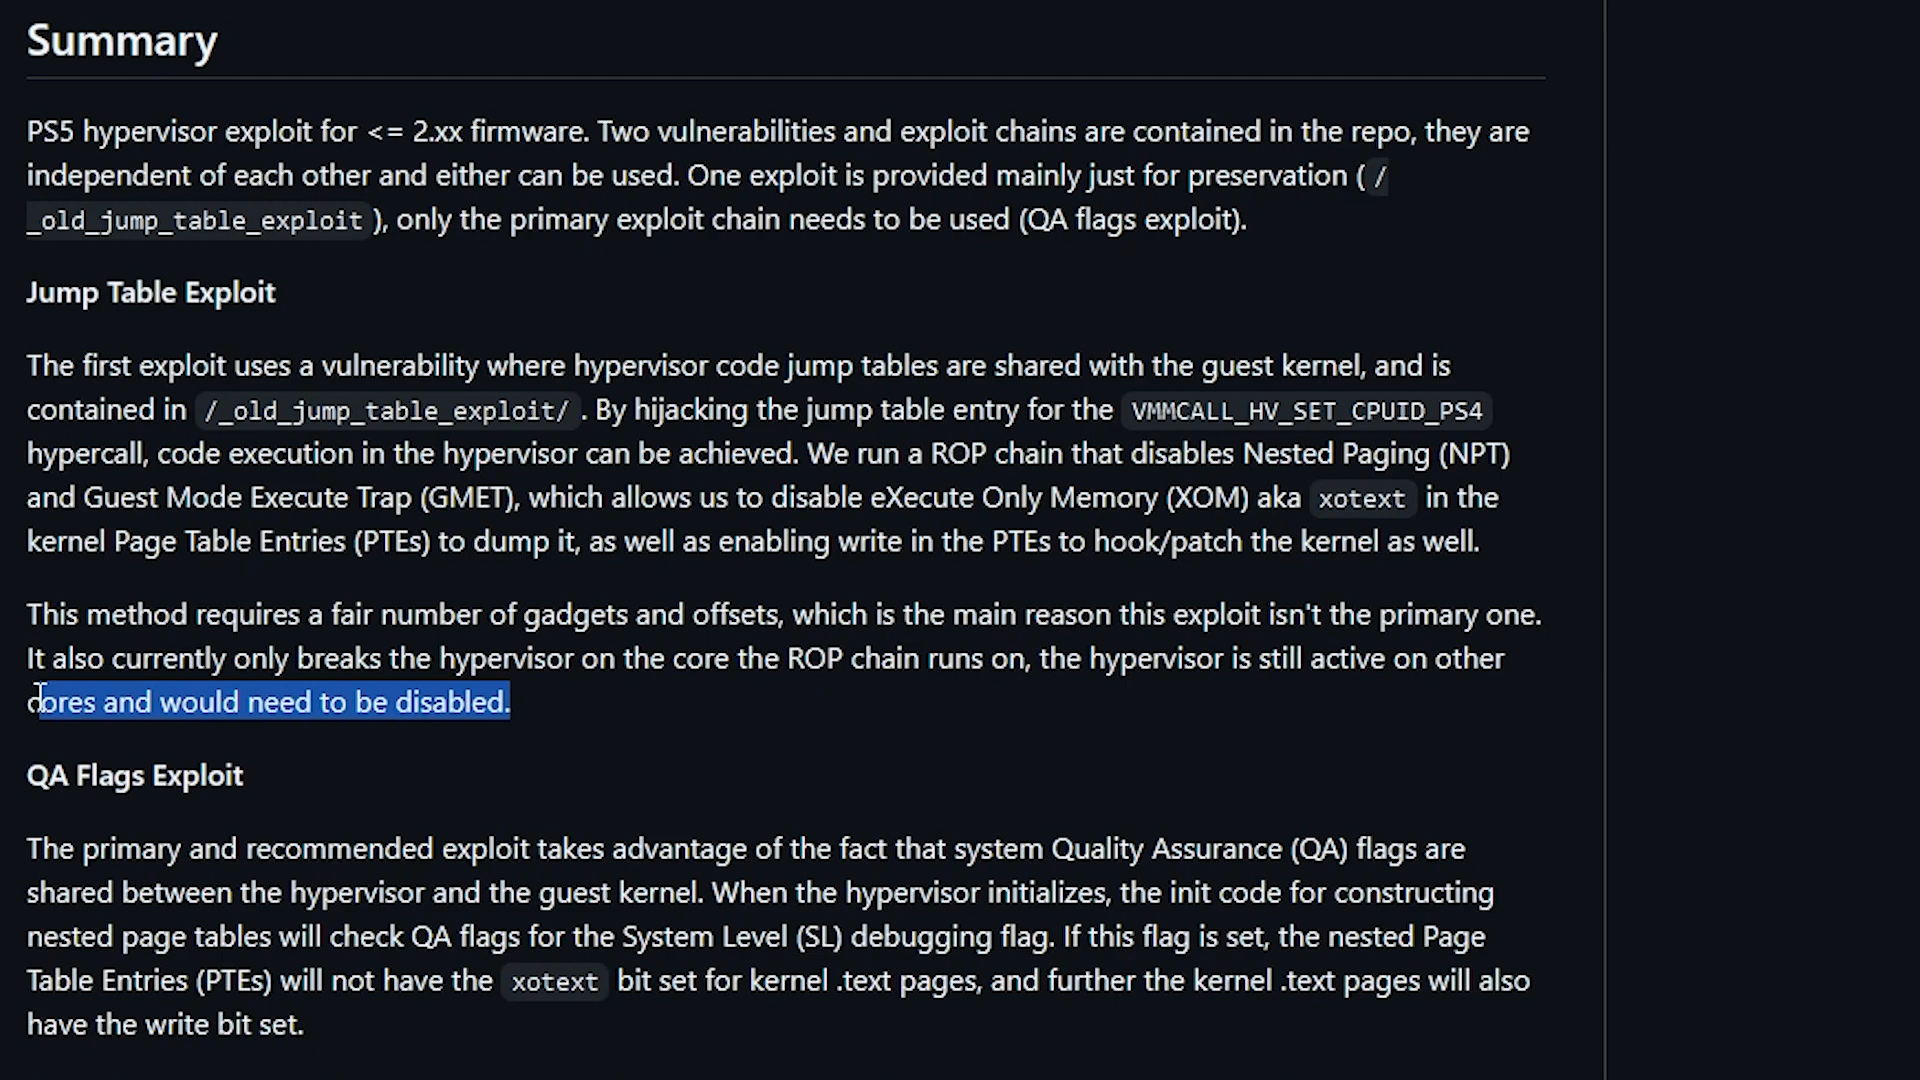 Summary
PS5 hypervisor exploit for <= 2.xx firmware. Two vulnerabilities and exploit chains are contained in the repo, they are
independent of each other and either can be used. One exploit is provided mainly just for preservation ( /
_old_jump_table_exploit ), only the primary exploit chain needs to be used (QA flags exploit).
Jump Table Exploit
The first exploit uses a vulnerability where hypervisor code jump tables are shared with the guest kernel, and is
contained in /_old_jump_table_exploit/ . By hijacking the jump table entry for the VMMCALL_HV_SET_CPUID_PS4
hypercall, code execution in the hypervisor can be achieved. We run a ROP chain that disables Nested Paging (NPT)
and Guest Mode Execute Trap (GMET), which allows us to disable eXecute Only Memory (XOM) aka xotext in the
kernel Page Table Entries (PTEs) to dump it, as well as enabling write in the PTEs to hook/patch the kernel as well.
This method requires a fair number of gadgets and offsets, which is the main reason this exploit isn't the primary one.
It also currently only breaks the hypervisor on the core the ROP chain runs on, the hypervisor is still active on other
cores and would need to be disabled.
QA Flags Exploit
The primary and recommended exploit takes advantage of the fact that system Quality Assurance (QA) flags are
shared between the hypervisor and the guest kernel. When the hypervisor initializes, the init code for constructing
nested page tables will check QA flags for the System Level (SL) debugging flag. If this flag is set, the nested Page
Table Entries (PTEs) will not have the xotext bit set for kernel .text pages, and further the kernel .text pages will also
have the write bit set.